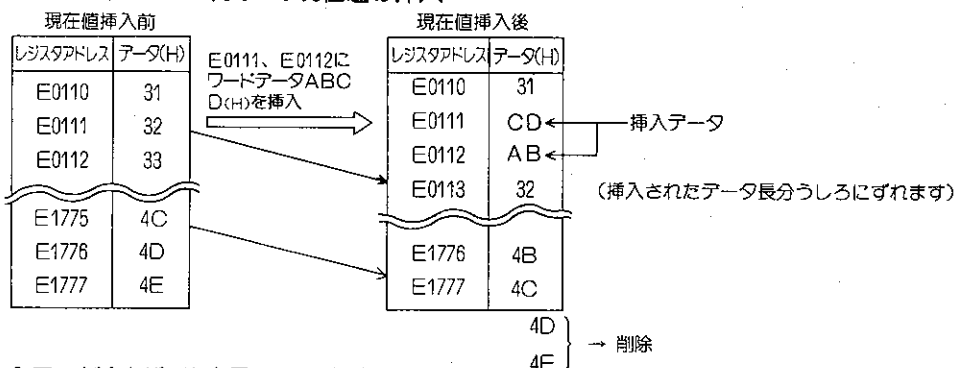 現在値挿入前
レジスタアドレス データ(H)
E0110 31
E0111 32
E0112 33
E1775 4C
E1776 4D
E1777 4E
E0111、E0112に
ワードデータABC
D(H)を挿入
現在値挿入後
レジスタアドレス データ(H)
E0110 31
E0111 CD
E0112 AB
E0113 32
E1776 4B
E1777 4C
4D
4E
挿入データ
(挿入されたデータ長分うしろにずれます)
→ 削除